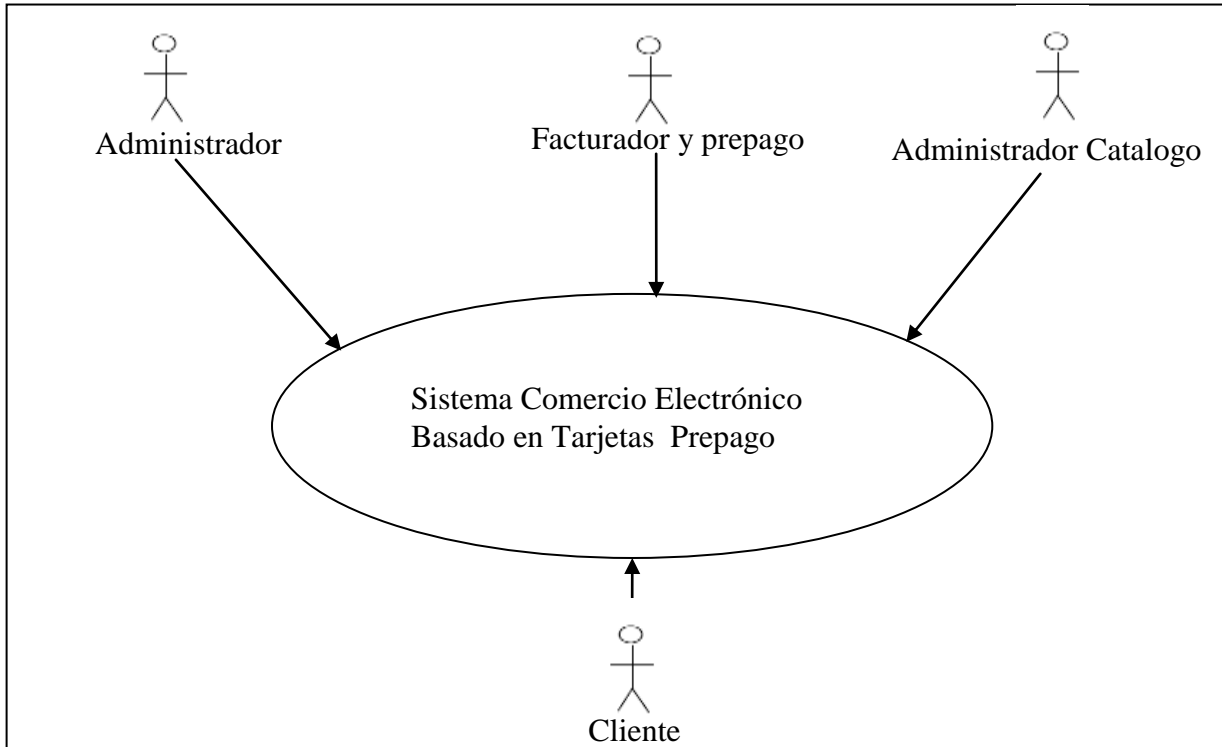 Administrador
Facturador y prepago
Administrador Catalogo
Sistema Comercio Electrónico
Basado en Tarjetas Prepago
Cliente